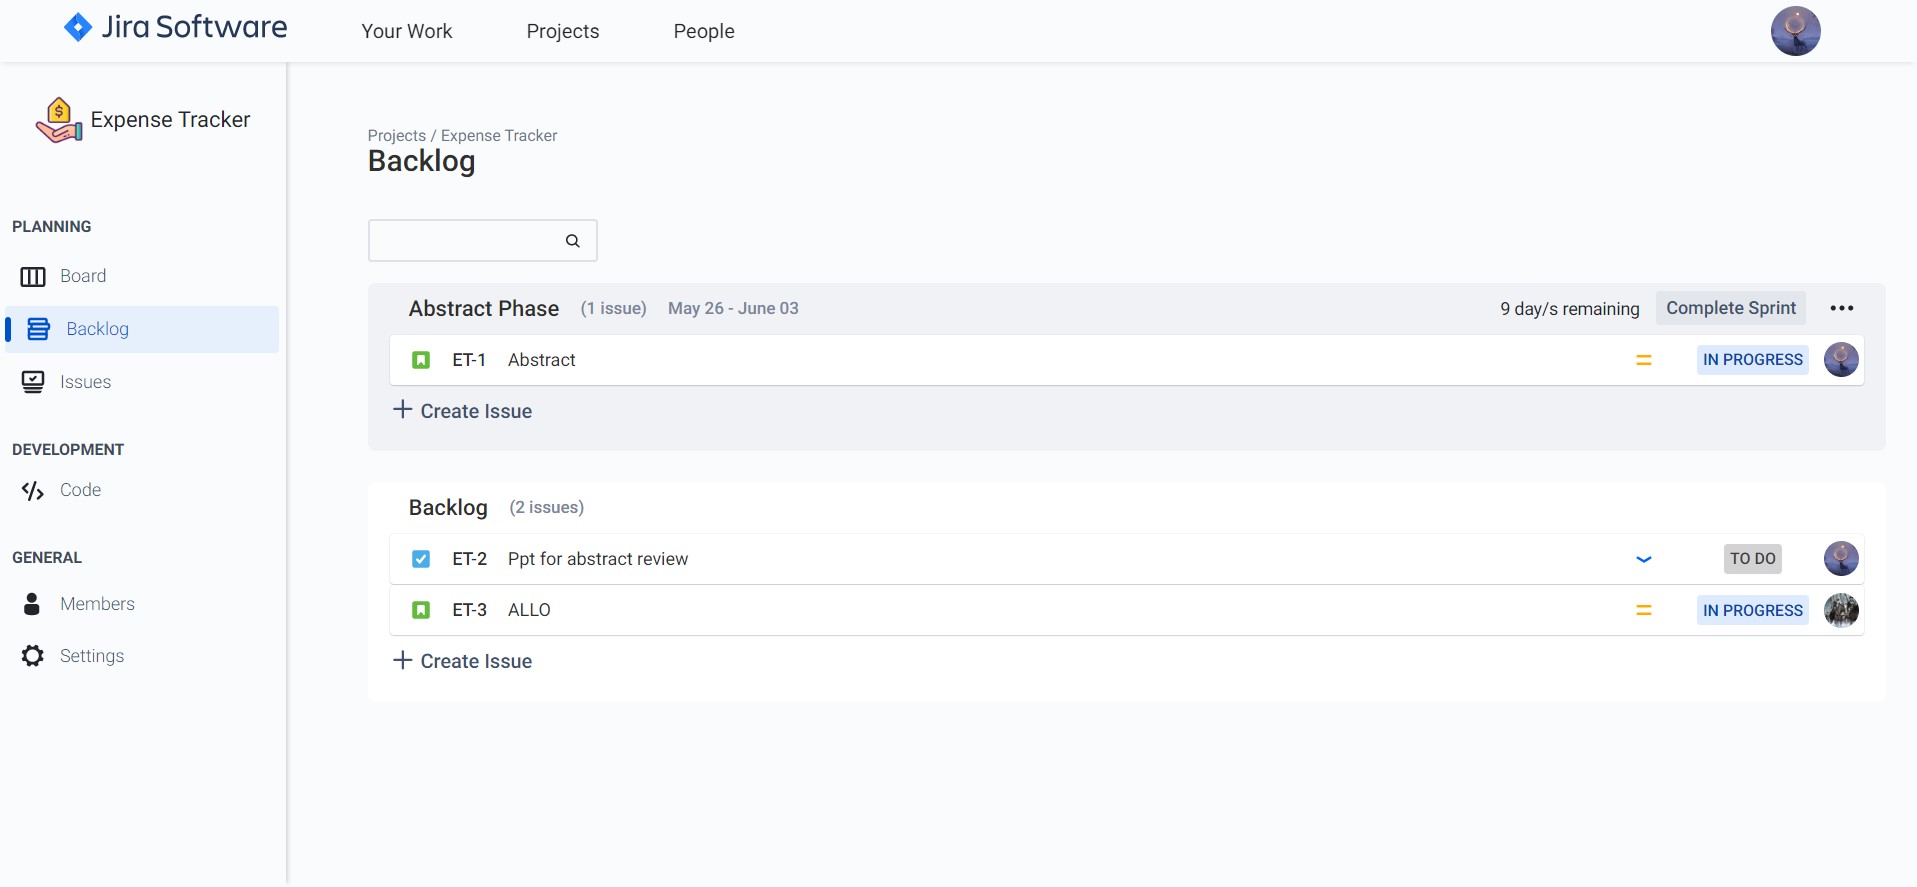 Jira Software
Your Work
Projects
People
Expense Tracker
PLANNING
Board
Backlog
Issues
DEVELOPMENT
Code
GENERAL
Members
Settings
Projects / Expense Tracker
Backlog
Abstract Phase (1 issue) May 26 - June 03 9 day/s remaining Complete Sprint
ET-1 Abstract IN PROGRESS
Create Issue
Backlog (2 issues)
ET-2 Ppt for abstract review TO DO
ET-3 ALLO IN PROGRESS
Create Issue